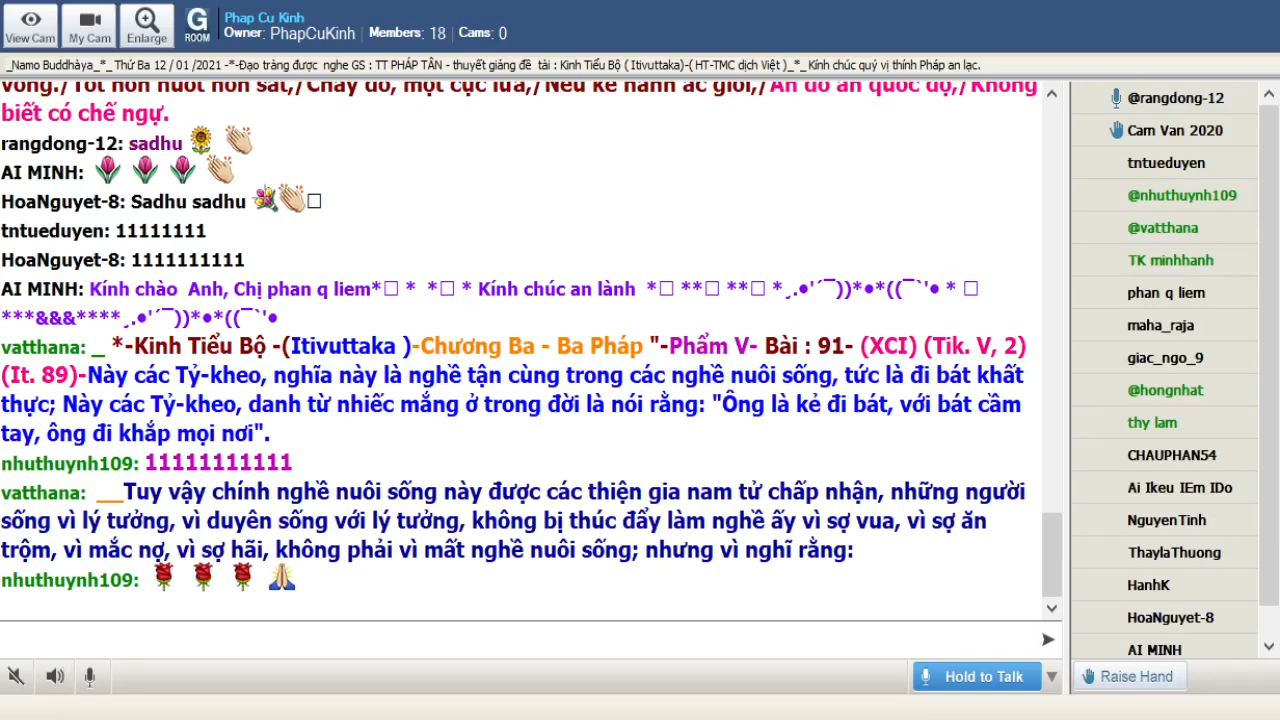 View Cam
My Cam
Enlarge
G
ROOM
Phap Cu Kinh
Owner: PhapCuKinh | Members: 18 | Cams: 0
_Namo Buddhàya_*_ Thứ Ba 12 / 01 /2021 -*-Đạo tràng được nghe GS : TT PHÁP TÂN - thuyết giảng đề tài : Kinh Tiểu Bộ ( Itivuttaka)-( HT-TMC dịch Việt )_*_ Kính chúc quý vị thính Pháp an lạc.
biết có chế ngự.
rangdong-12: sadhu 🌻 👏
AI MINH: 🌷 🌷 🌷 👏
HoaNguyet-8: Sadhu sadhu 💐👏□
tntueduyen: 11111111
HoaNguyet-8: 1111111111
AI MINH: Kính chào Anh, Chị phan q liem*□ * *□ * Kính chúc an lành *□ **□ **□ *¸.•'´¯))*•*((¯`'• * □
***&&&****¸.•'´¯))*•*((¯`'•
vatthana: _ *-Kinh Tiểu Bộ -(Itivuttaka )-Chương Ba - Ba Pháp "-Phẩm V- Bài : 91- (XCI) (Tik. V, 2)
(It. 89)-Này các Tỷ-kheo, nghĩa này là nghề tận cùng trong các nghề nuôi sống, tức là đi bát khất
thực; Này các Tỷ-kheo, danh từ nhiếc mắng ở trong đời là nói rằng: "Ông là kẻ đi bát, với bát cầm
tay, ông đi khắp mọi nơi".
nhuthuynh109: 11111111111
vatthana: __Tuy vậy chính nghề nuôi sống này được các thiện gia nam tử chấp nhận, những người
sống vì lý tưởng, vì duyên sống với lý tưởng, không bị thúc đẩy làm nghề ấy vì sợ vua, vì sợ ăn
trộm, vì mắc nợ, vì sợ hãi, không phải vì mất nghề nuôi sống; nhưng vì nghĩ rằng:
nhuthuynh109: 🌹 🌹 🌹 🙏
@rangdong-12
Cam Van 2020
tntueduyen
@nhuthuynh109
@vatthana
TK minhhanh
phan q liem
maha_raja
giac_ngo_9
@hongnhat
thy lam
CHAUPHAN54
Ai Ikeu IEm IDo
NguyenTinh
ThaylaThuong
HanhK
HoaNguyet-8
AI MINH
Hold to Talk
Raise Hand